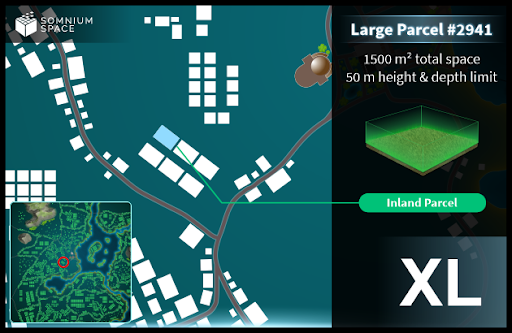 SOMNIUM
SPACE
Large Parcel #2941
1500 m² total space
50 m height & depth limit
Inland Parcel
XL